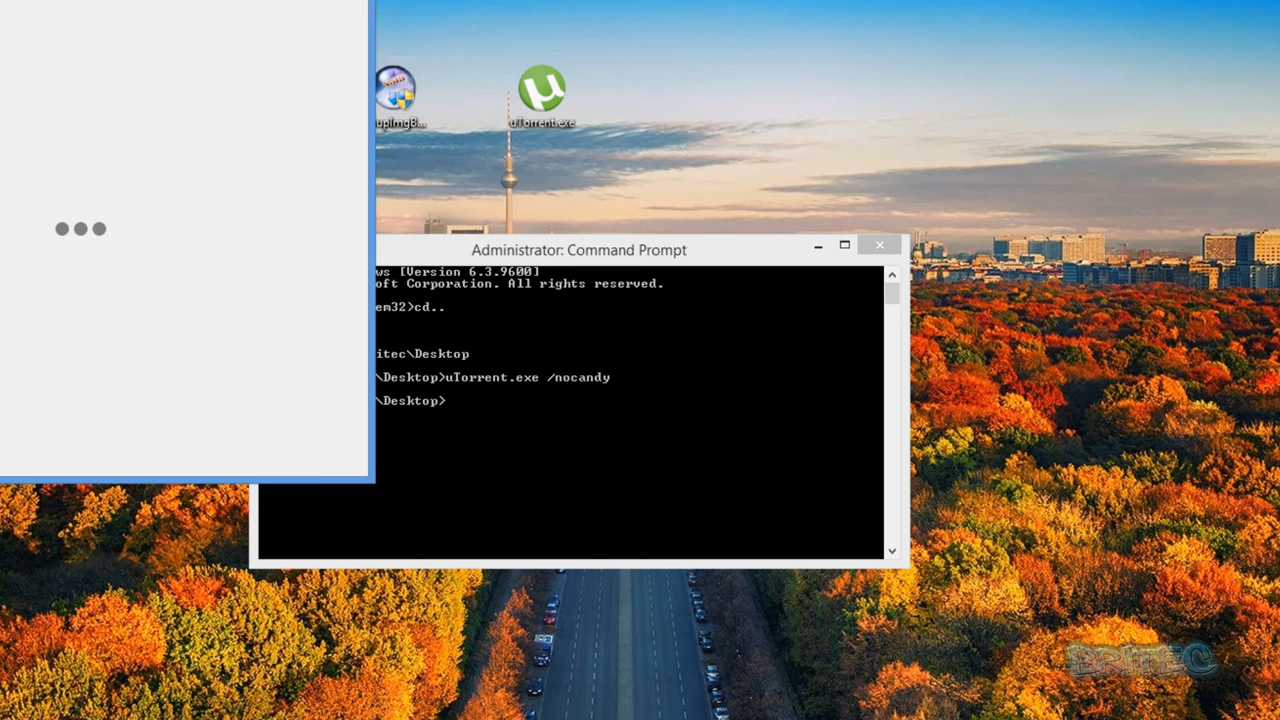 upImgB...
uTorrent.exe
Administrator: Command Prompt
ws [Version 6.3.9600]
oft Corporation. All rights reserved.
em32>cd..
itec\Desktop
\Desktop>uTorrent.exe /nocandy
\Desktop>
BRITEC